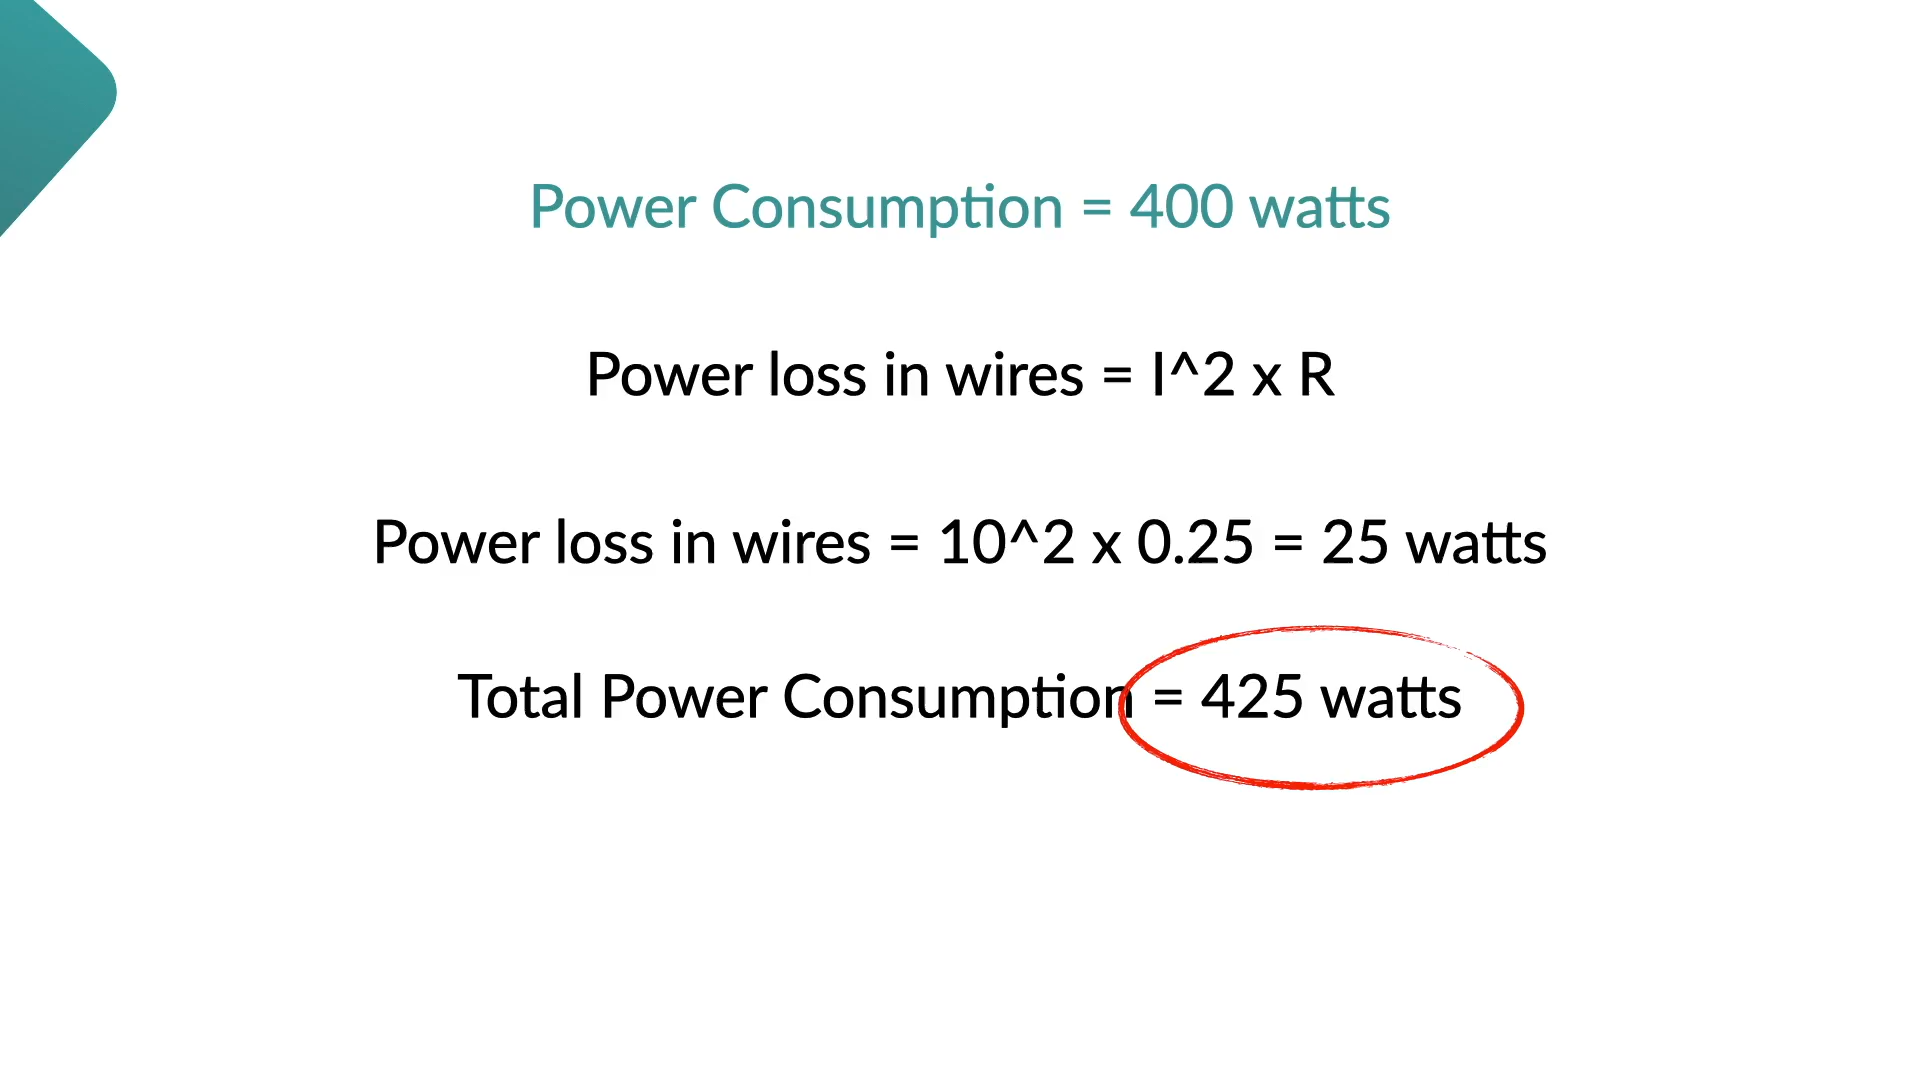 Power Consumption = 400 watts
Power loss in wires = I^2 x R
Power loss in wires = 10^2 x 0.25 = 25 watts
Total Power Consumption = 425 watts